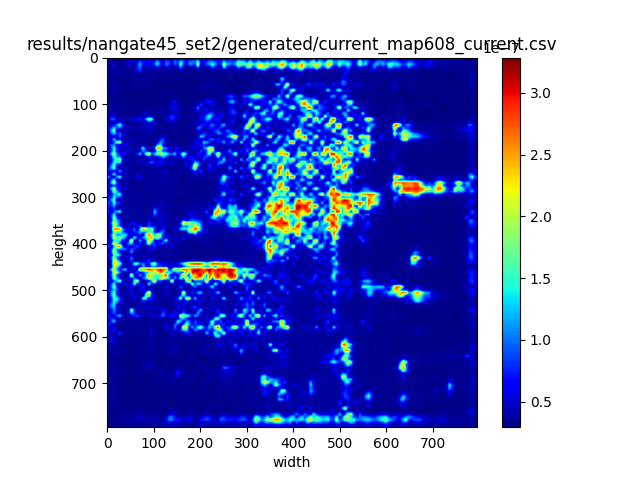 results/nangate45_set2/generated/current_map608_current.csv
1e−7
0
100
200
300
400
500
600
700
height
0 100 200 300 400 500 600 700
width
3.0
2.5
2.0
1.5
1.0
0.5